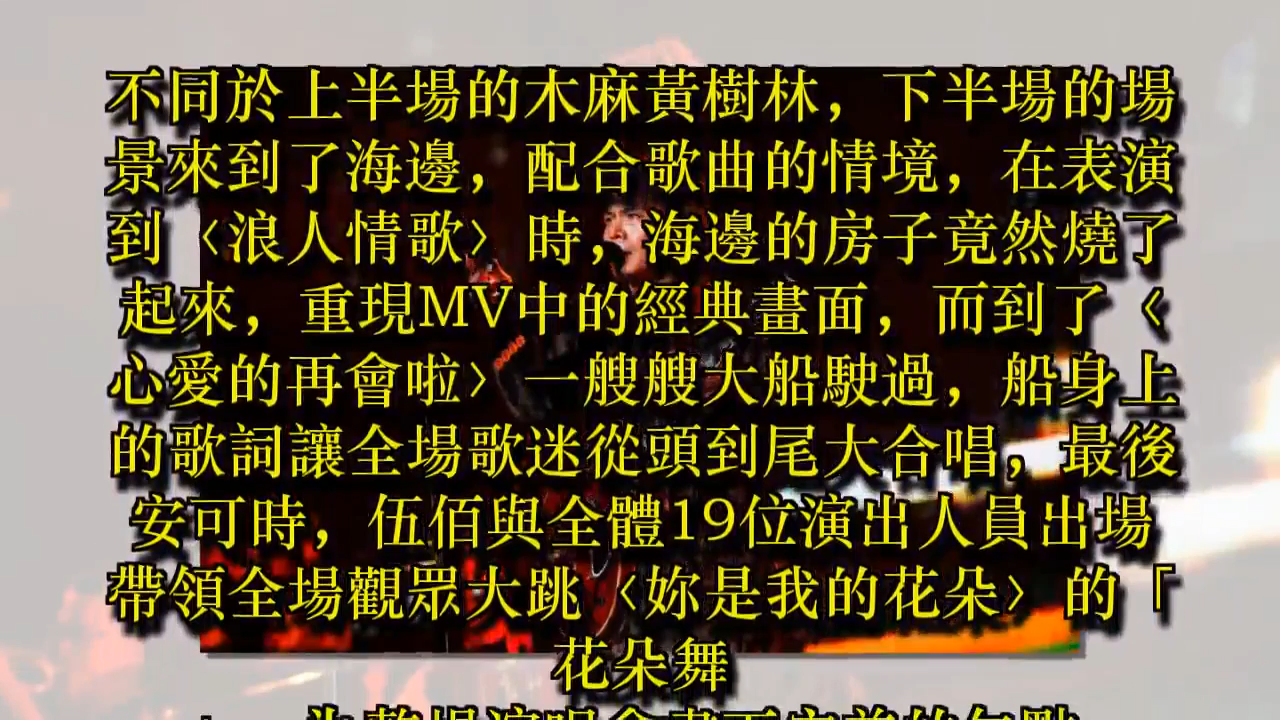 不同於上半場的木麻黃樹林，下半場的場
景來到了海邊，配合歌曲的情境，在表演
到〈浪人情歌〉時，海邊的房子竟然燒了
起來，重現MV中的經典畫面，而到了〈
心愛的再會啦〉一艘艘大船駛過，船身上
的歌詞讓全場歌迷從頭到尾大合唱，最後
安可時，伍佰與全體19位演出人員出場
帶領全場觀眾大跳〈妳是我的花朵〉的「
花朵舞